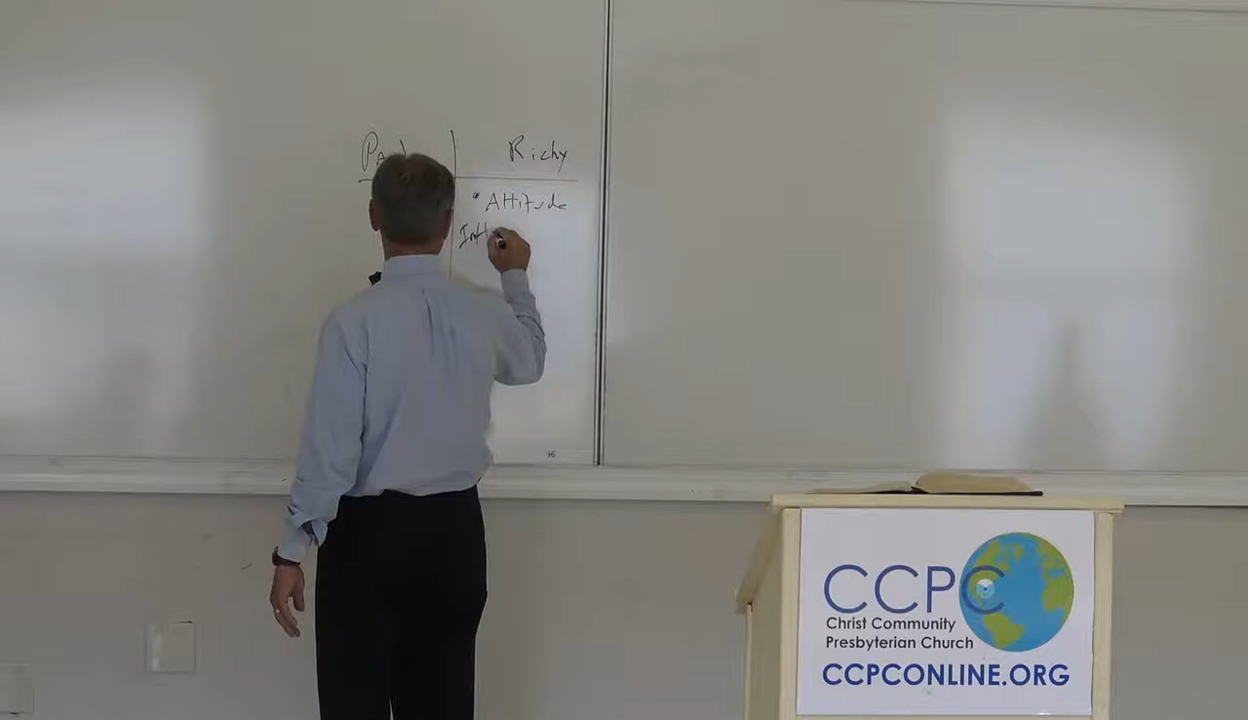 Richy
• Attitude
CCPC
Christ Community
Presbyterian Church
CCPCONLINE.ORG